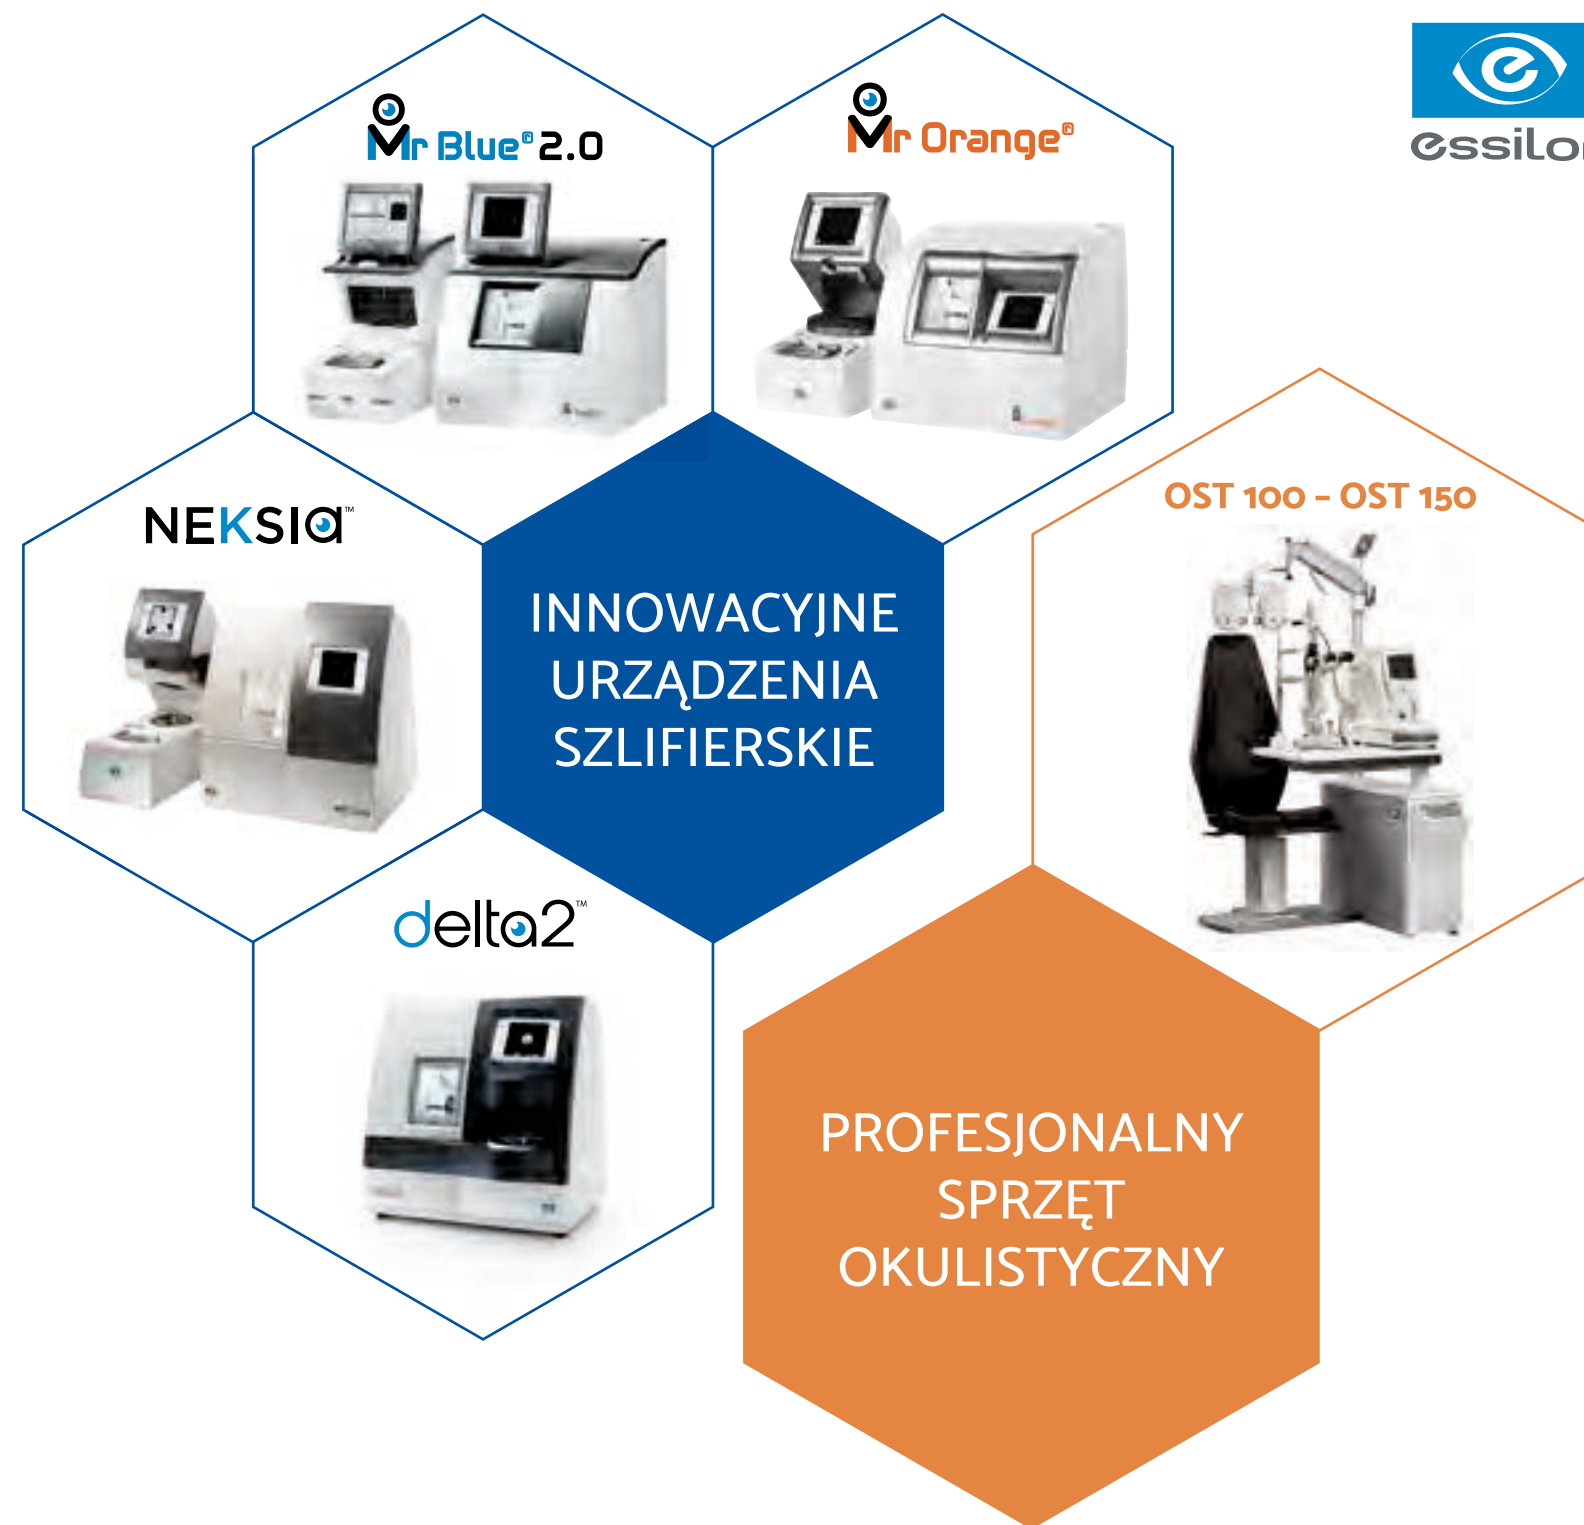 Mr Blue® 2.0
Mr Orange®
essilor
NEKSIA™
OST 100 – OST 150
INNOWACYJNE
URZĄDZENIA
SZLIFIERSKIE
delta2™
PROFESJONALNY
SPRZĘT
OKULISTYCZNY